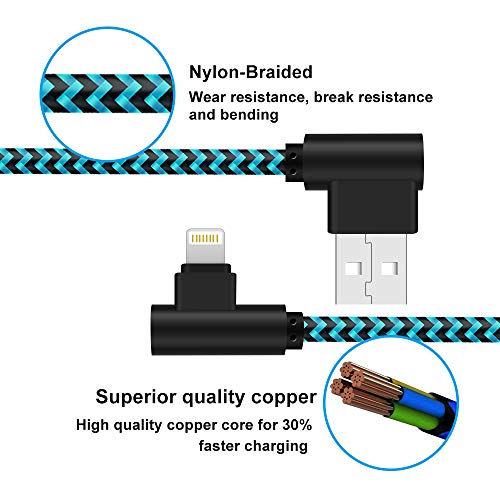 Nylon-Braided
Wear resistance, break resistance
and bending
Superior quality copper
High quality copper core for 30%
faster charging